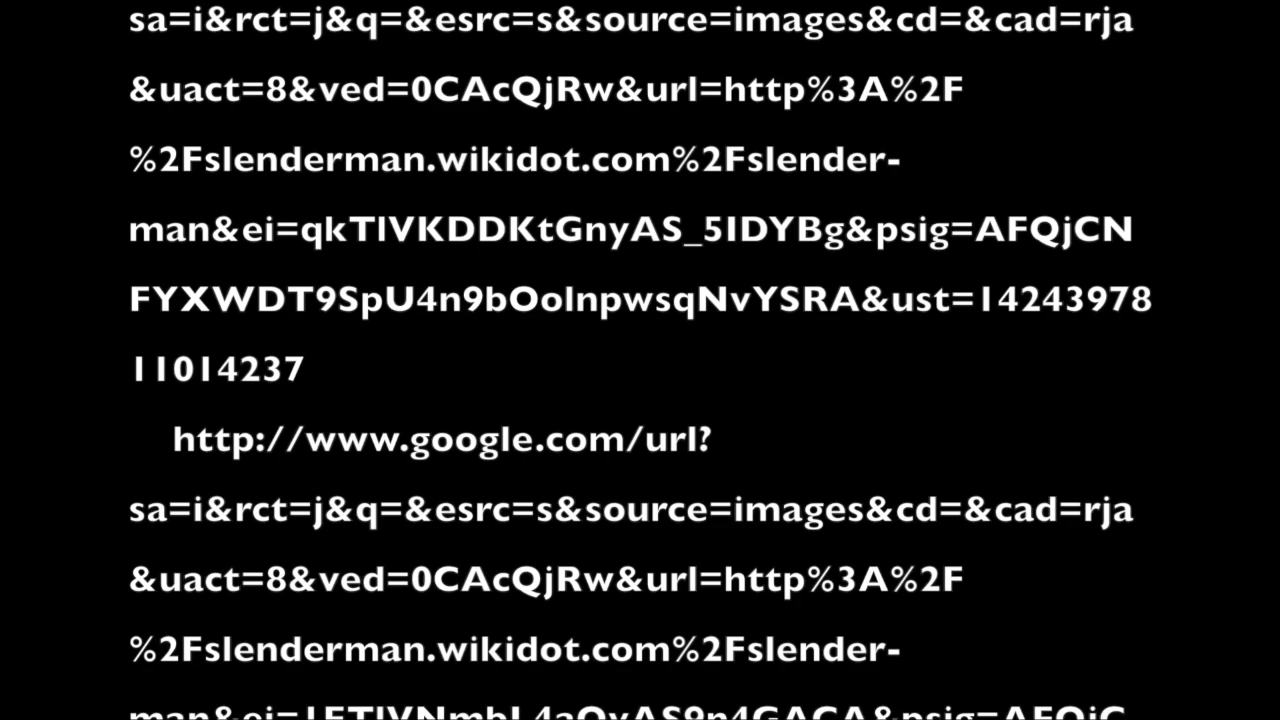 sa=i&rct=j&q=&esrc=s&source=images&cd=&cad=rja
&uact=8&ved=0CAcQjRw&url=http%3A%2F
%2Fslenderman.wikidot.com%2Fslender-
man&ei=qkTlVKDDKtGnyAS_5IDYBg&psig=AFQjCN
FYXWDT9SpU4n9bOolnpwsqNvYSRA&ust=14243978
11014237
http://www.google.com/url?
sa=i&rct=j&q=&esrc=s&source=images&cd=&cad=rja
&uact=8&ved=0CAcQjRw&url=http%3A%2F
%2Fslenderman.wikidot.com%2Fslender-